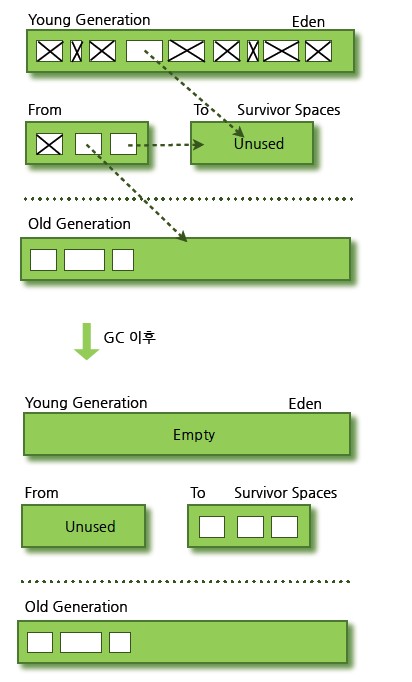 Young Generation Eden
From To Survivor Spaces
Unused
Old Generation
GC 이후
Young Generation Eden
Empty
From To Survivor Spaces
Unused
Old Generation